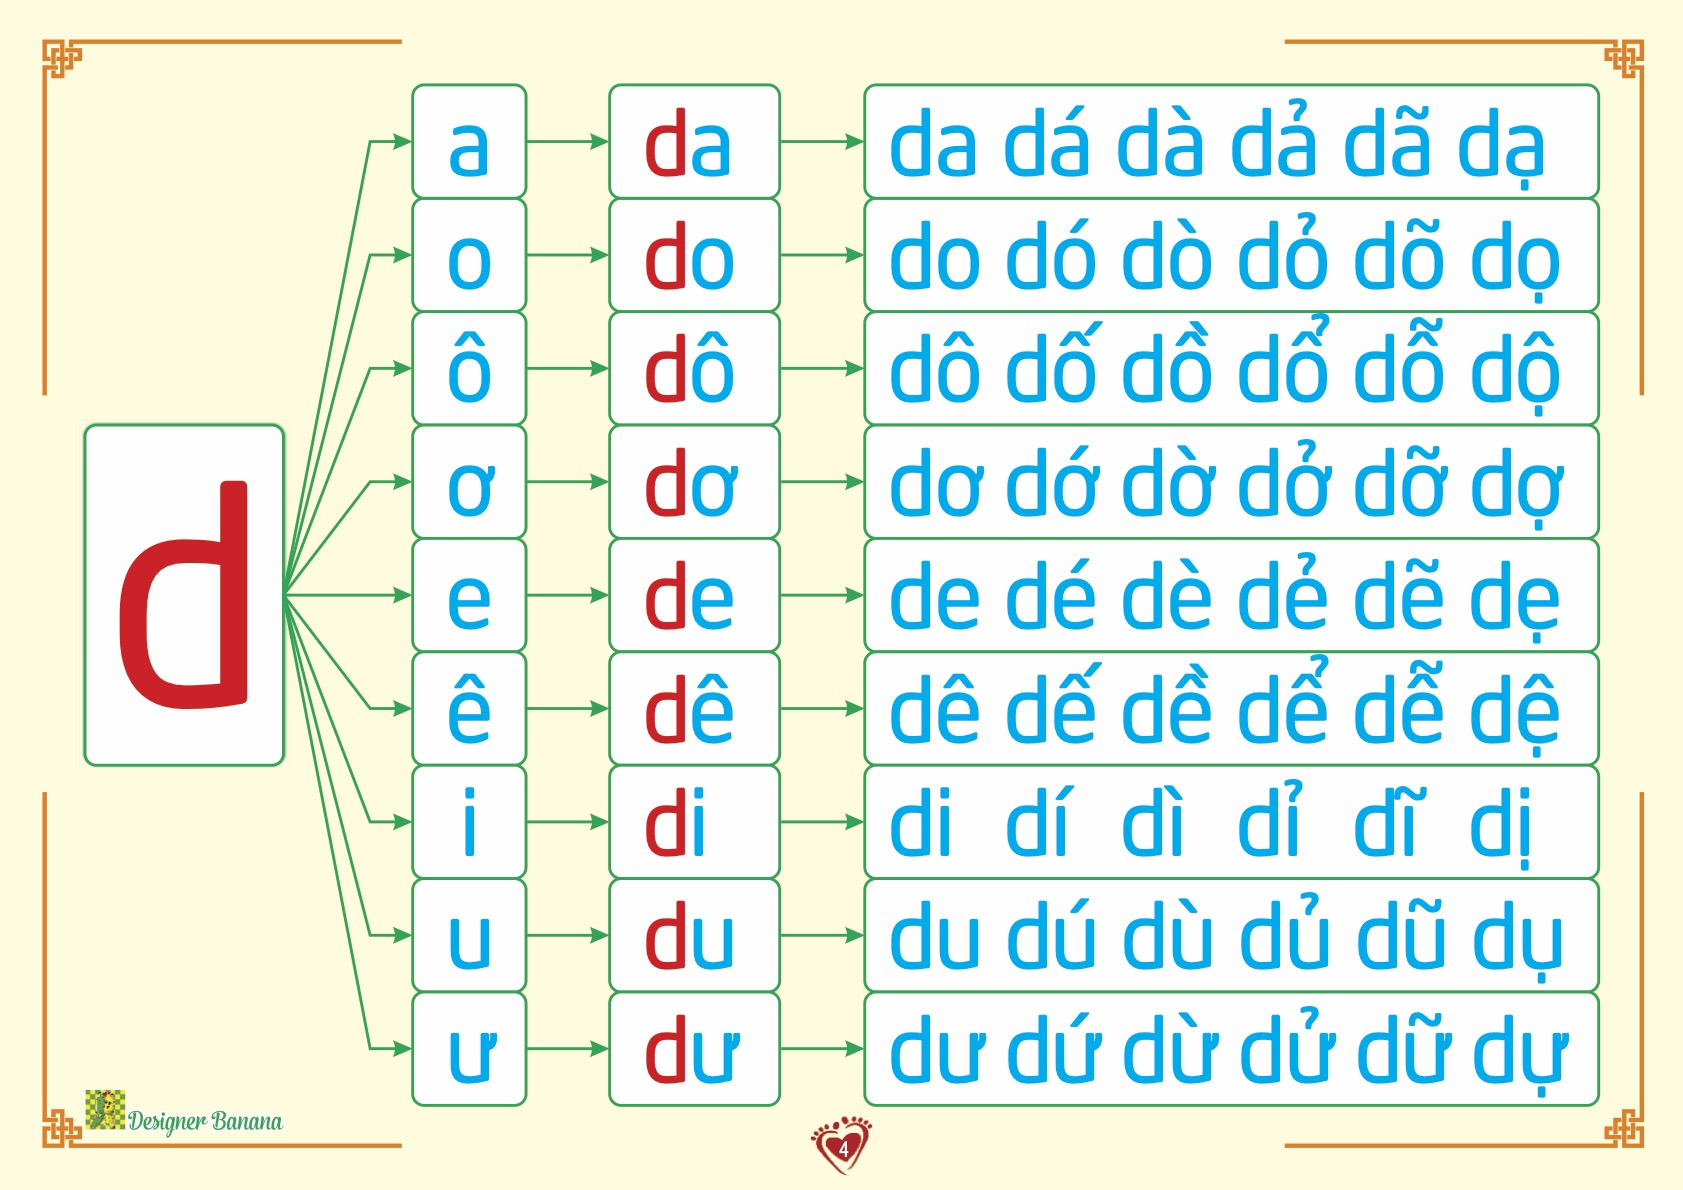 d
a da da dá dà dả dã dạ
o do do dó dò dỏ dõ dọ
ô dô dô dố dồ dổ dỗ dộ
ơ dơ dơ dớ dờ dở dỡ dợ
e de de dé dè dẻ dẽ dẹ
ê dê dê dế dề dể dễ dệ
i di di dí dì dỉ dĩ dị
u du du dú dù dủ dũ dụ
ư dư dư dứ dừ dử dữ dự
Designer Banana
4